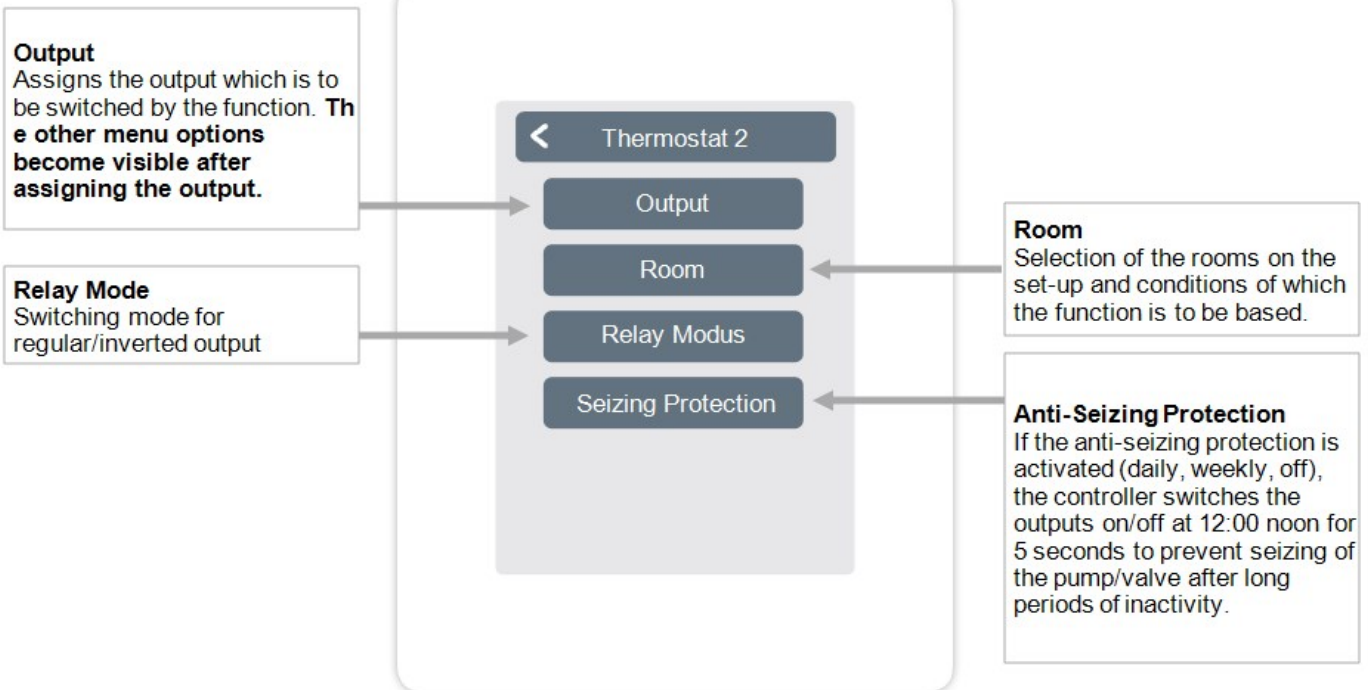 Output
Assigns the output which is to
be switched by the function. Th
e other menu options
become visible after
assigning the output.
Relay Mode
Switching mode for
regular/inverted output
Thermostat 2
Output
Room
Relay Modus
Seizing Protection
Room
Selection of the rooms on the
set-up and conditions of which
the function is to be based.
Anti-Seizing Protection
If the anti-seizing protection is
activated (daily, weekly, off),
the controller switches the
outputs on/off at 12:00 noon for
5 seconds to prevent seizing of
the pump/valve after long
periods of inactivity.